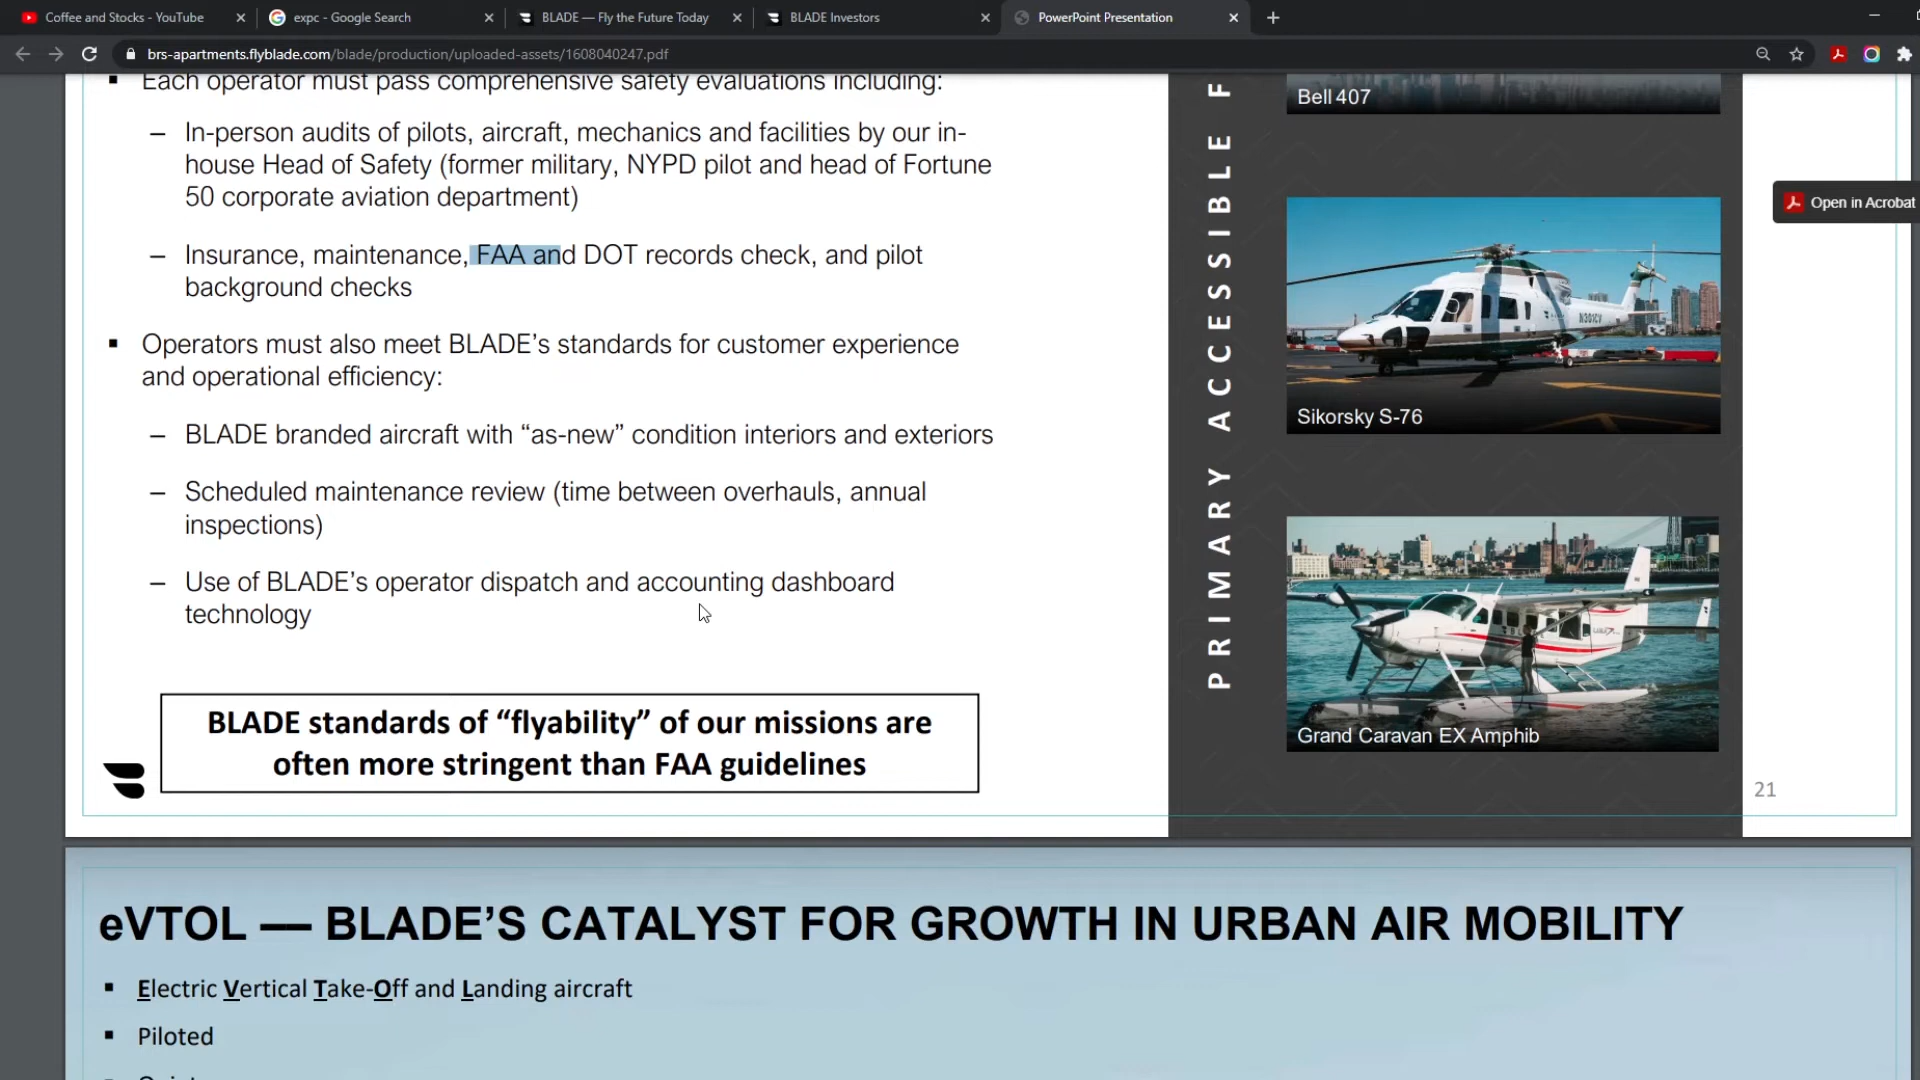 Coffee and Stocks - YouTube
expc - Google Search
BLADE — Fly the Future Today
BLADE Investors
PowerPoint Presentation
brs-apartments.flyblade.com/blade/production/uploaded-assets/1608040247.pdf
Each operator must pass comprehensive safety evaluations including:
– In-person audits of pilots, aircraft, mechanics and facilities by our in-
house Head of Safety (former military, NYPD pilot and head of Fortune
50 corporate aviation department)
– Insurance, maintenance, FAA and DOT records check, and pilot
background checks
Operators must also meet BLADE’s standards for customer experience
and operational efficiency:
– BLADE branded aircraft with “as-new” condition interiors and exteriors
– Scheduled maintenance review (time between overhauls, annual
inspections)
– Use of BLADE’s operator dispatch and accounting dashboard
technology
BLADE standards of “flyability” of our missions are
often more stringent than FAA guidelines
PRIMARY ACCESSIBLE F
Bell 407
Sikorsky S-76
Grand Caravan EX Amphib
Open in Acrobat
21
eVTOL — BLADE’S CATALYST FOR GROWTH IN URBAN AIR MOBILITY
Electric Vertical Take-Off and Landing aircraft
Piloted